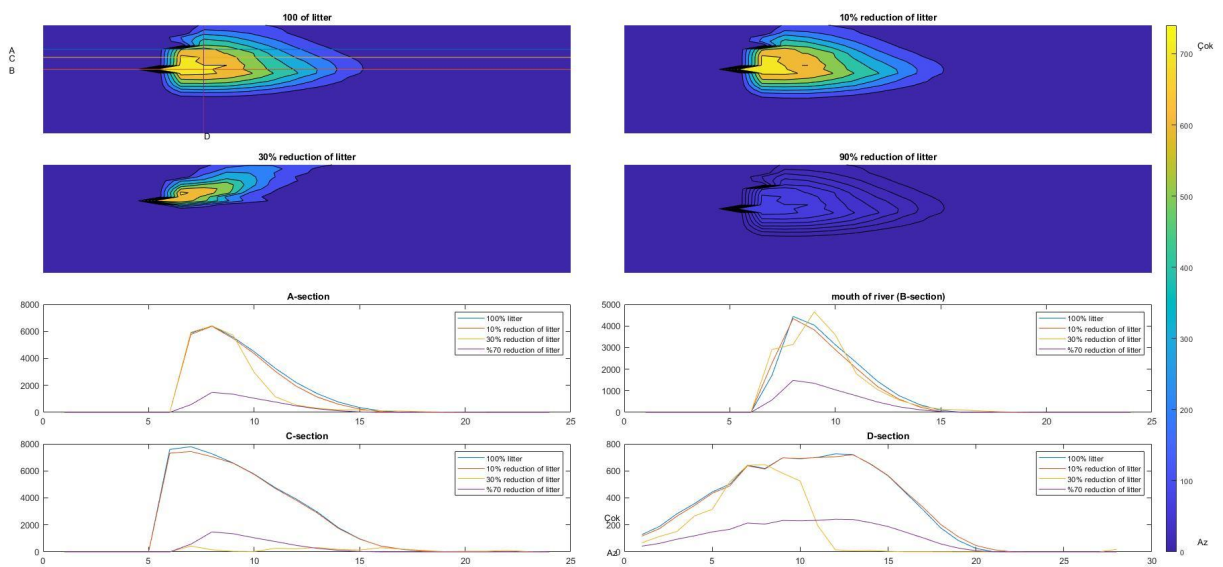 100 of litter
10% reduction of litter
A
C
B
D
30% reduction of litter
90% reduction of litter
Çok
700
600
500
400
300
200
100
Az
0
A-section
8000
6000
4000
2000
0
0 5 10 15 20 25
100% litter
10% reduction of litter
30% reduction of litter
%70 reduction of litter
mouth of river (B-section)
5000
4000
3000
2000
1000
0
0 5 10 15 20 25
100% litter
10% reduction of litter
30% reduction of litter
%70 reduction of litter
C-section
8000
6000
4000
2000
0
0 5 10 15 20 25
100% litter
10% reduction of litter
30% reduction of litter
%70 reduction of litter
D-section
800
600
400
200
0
Çok
Az
0 5 10 15 20 25 30
100% litter
10% reduction of litter
30% reduction of litter
%70 reduction of litter